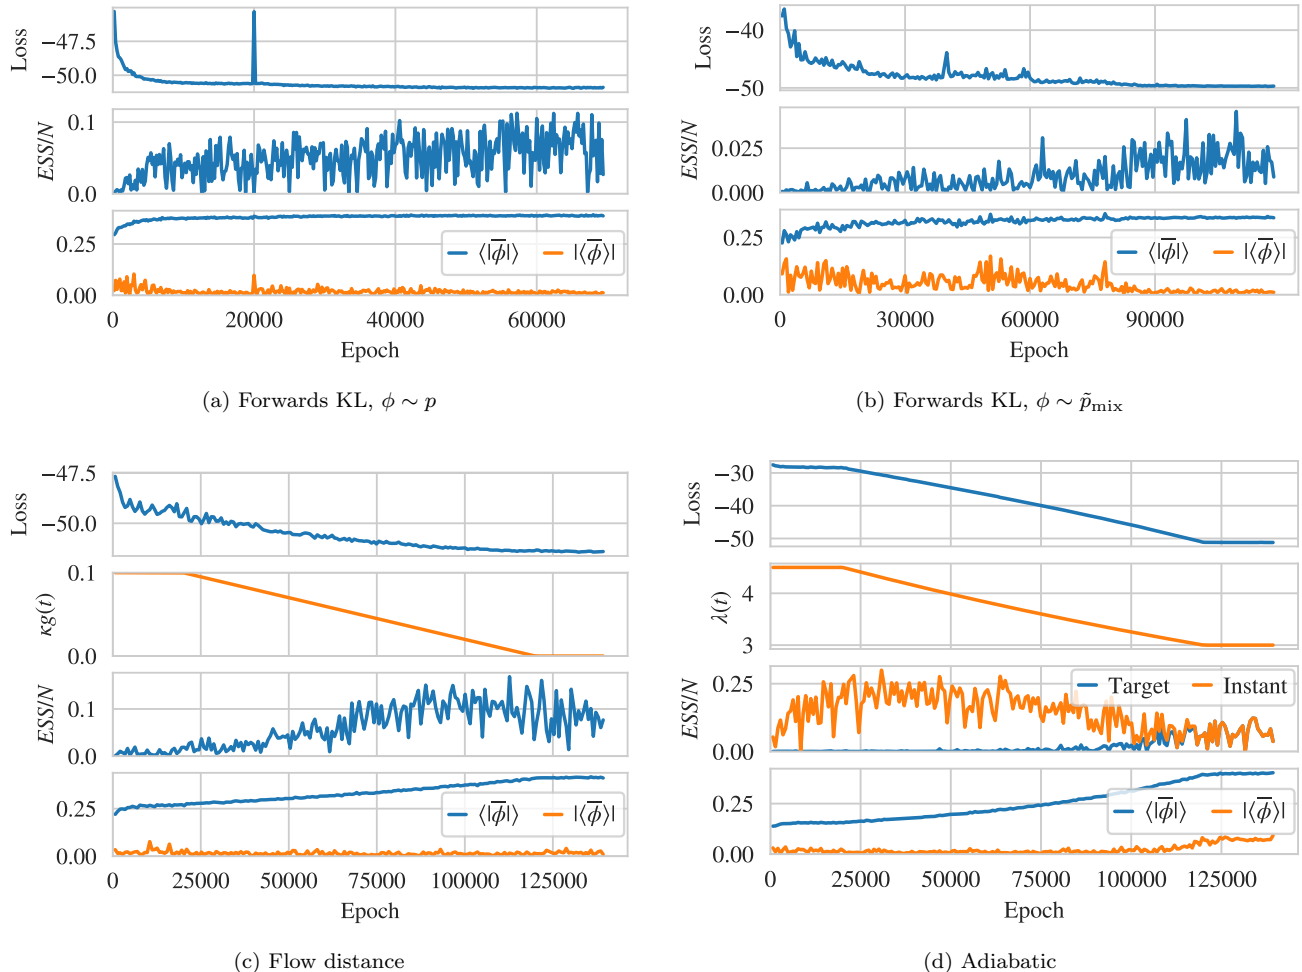 Loss
−47.5
−50.0
ESS/N
0.1
0.0
0.25
0.00
⟨|ϕ̅|⟩ |⟨ϕ̅⟩|
0 20000 40000 60000
Epoch
(a) Forwards KL, ϕ ∼ p
Loss
−40
−50
ESS/N
0.025
0.000
0.25
0.00
⟨|ϕ̅|⟩ |⟨ϕ̅⟩|
0 30000 60000 90000
Epoch
(b) Forwards KL, ϕ ∼ p̃mix
Loss
−47.5
−50.0
κg(t)
0.1
0.0
ESS/N
0.1
0.0
0.25
0.00
⟨|ϕ̅|⟩ |⟨ϕ̅⟩|
0 25000 50000 75000 100000 125000
Epoch
(c) Flow distance
Loss
−30
−40
−50
λ(t)
4
3
ESS/N
0.25
0.00
Target Instant
0.25
0.00
⟨|ϕ̅|⟩ |⟨ϕ̅⟩|
0 25000 50000 75000 100000 125000
Epoch
(d) Adiabatic